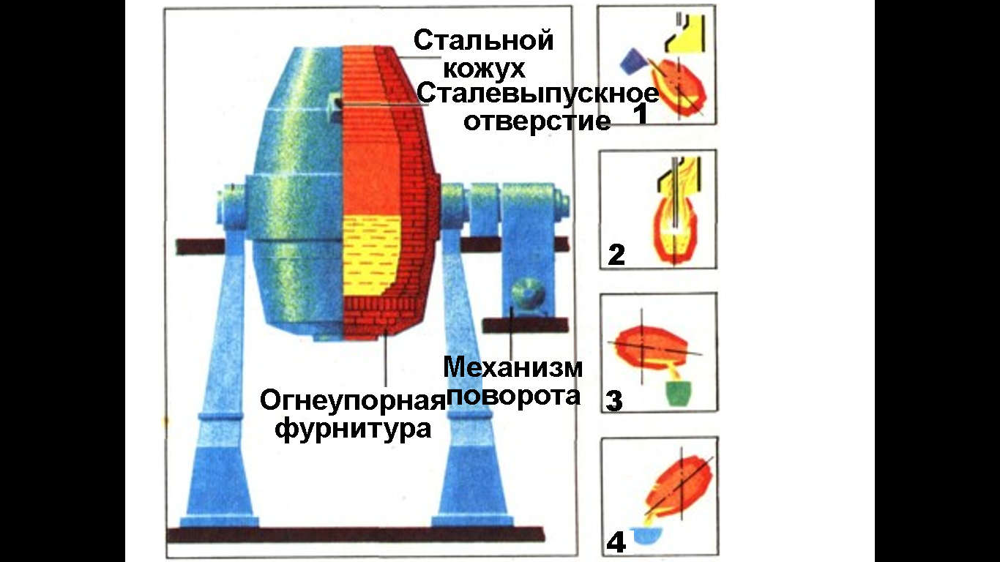 Стальной
кожух
Сталевыпускное
отверстие
Механизм
поворота
Огнеупорная
фурнитура
1
2
3
4